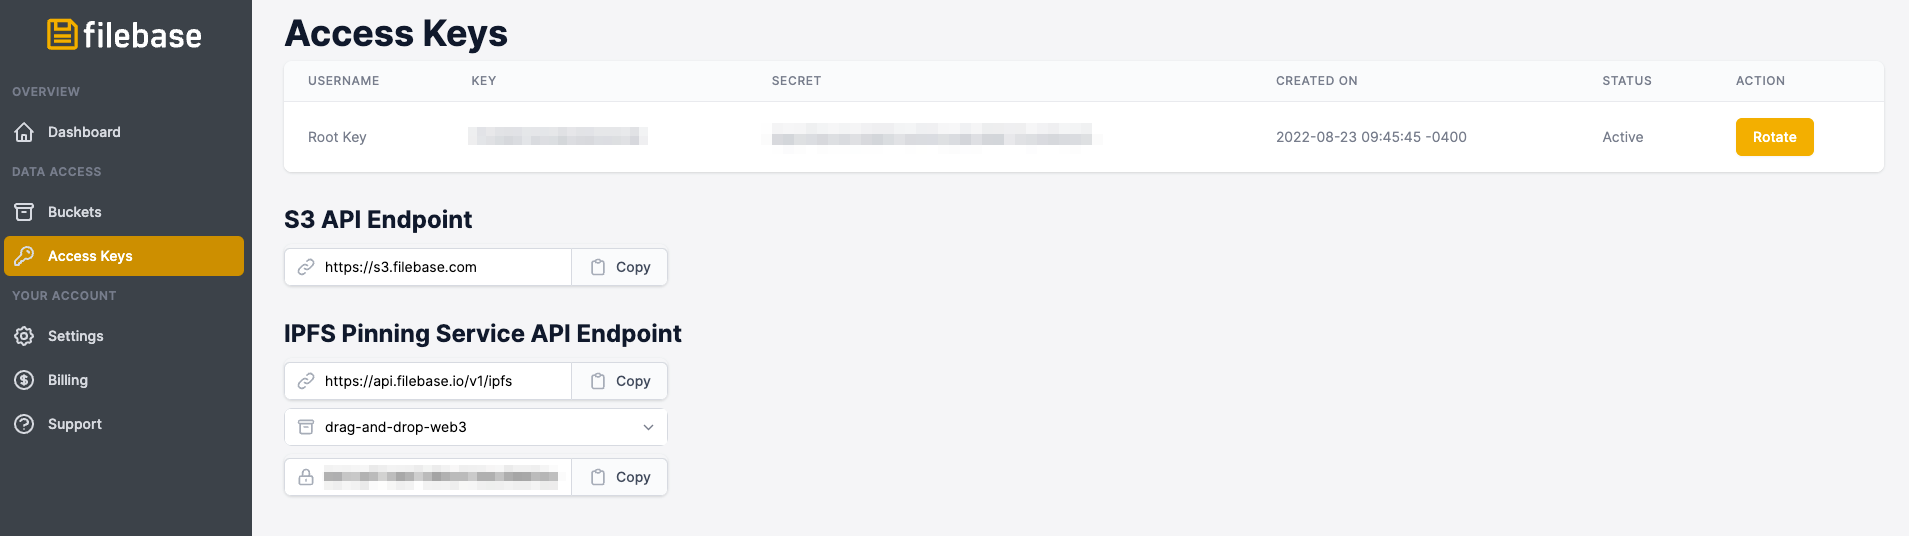 filebase
OVERVIEW
Dashboard
DATA ACCESS
Buckets
Access Keys
YOUR ACCOUNT
Settings
Billing
Support
Access Keys
USERNAME KEY SECRET CREATED ON STATUS ACTION
Root Key 2022-08-23 09:45:45 -0400 Active Rotate
S3 API Endpoint
https://s3.filebase.com Copy
IPFS Pinning Service API Endpoint
https://api.filebase.io/v1/ipfs Copy
drag-and-drop-web3
Copy